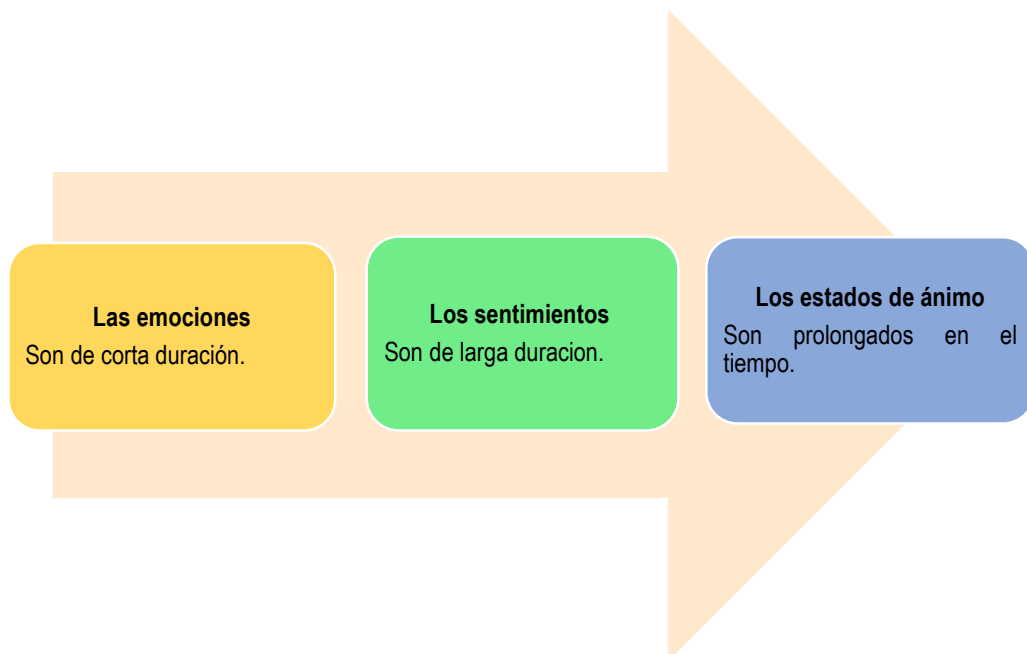 Las emociones
Son de corta duración.
Los sentimientos
Son de larga duracion.
Los estados de ánimo
Son prolongados en el
tiempo.